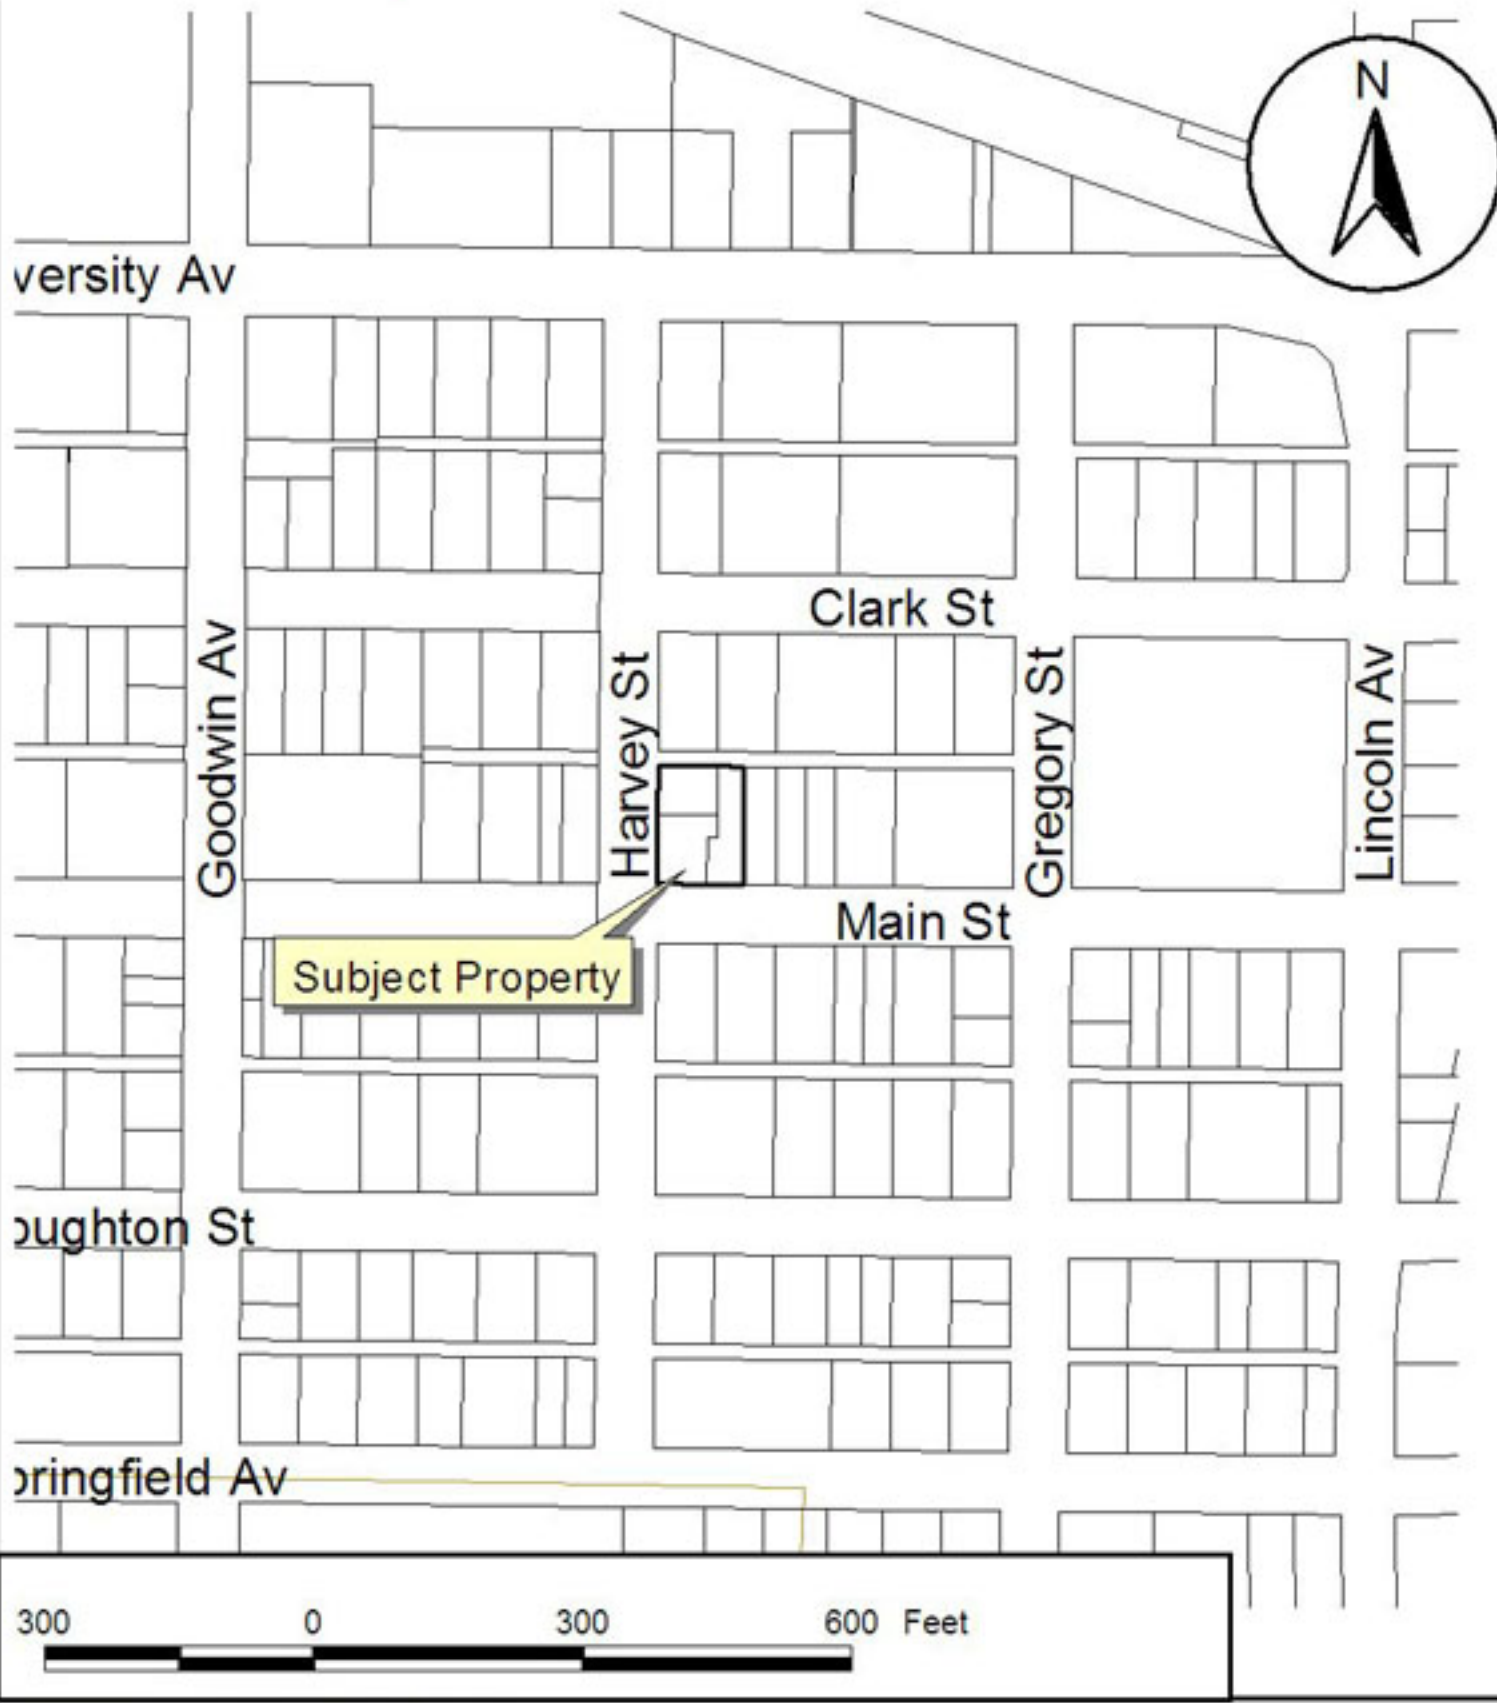 N
versity Av
Clark St
Goodwin Av
Harvey St
Gregory St
Lincoln Av
Main St
Subject Property
oughton St
pringfield Av
300 0 300 600 Feet